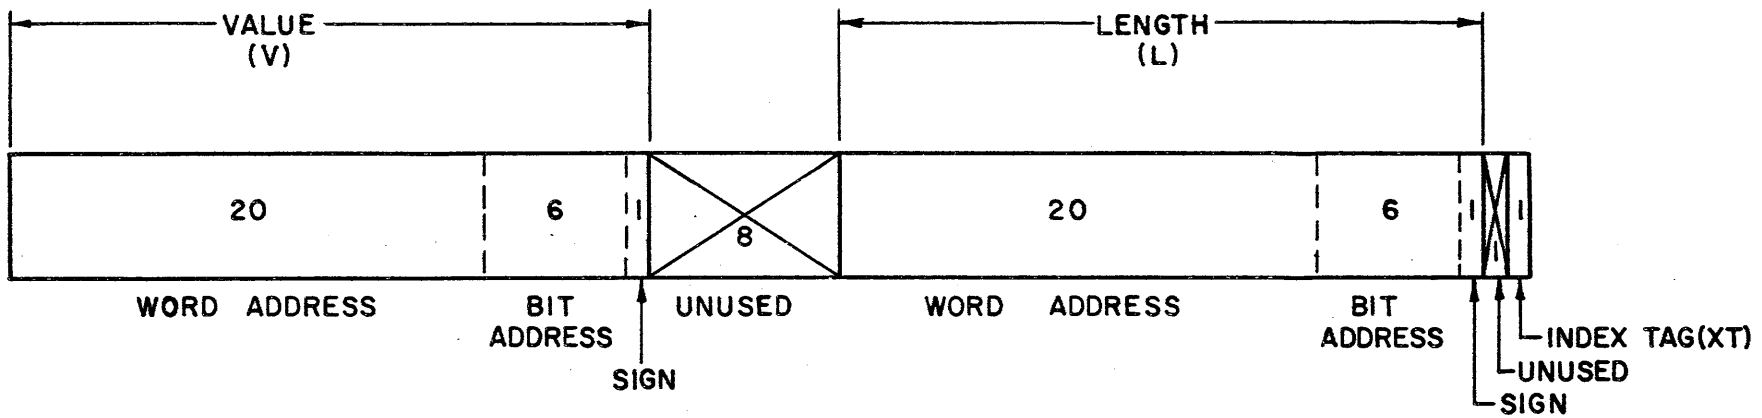 VALUE
(V)
LENGTH
(L)
20
6
1
8
20
6
1
1
1
WORD ADDRESS
BIT
ADDRESS
UNUSED
WORD ADDRESS
BIT
ADDRESS
SIGN
INDEX TAG(XT)
UNUSED
SIGN